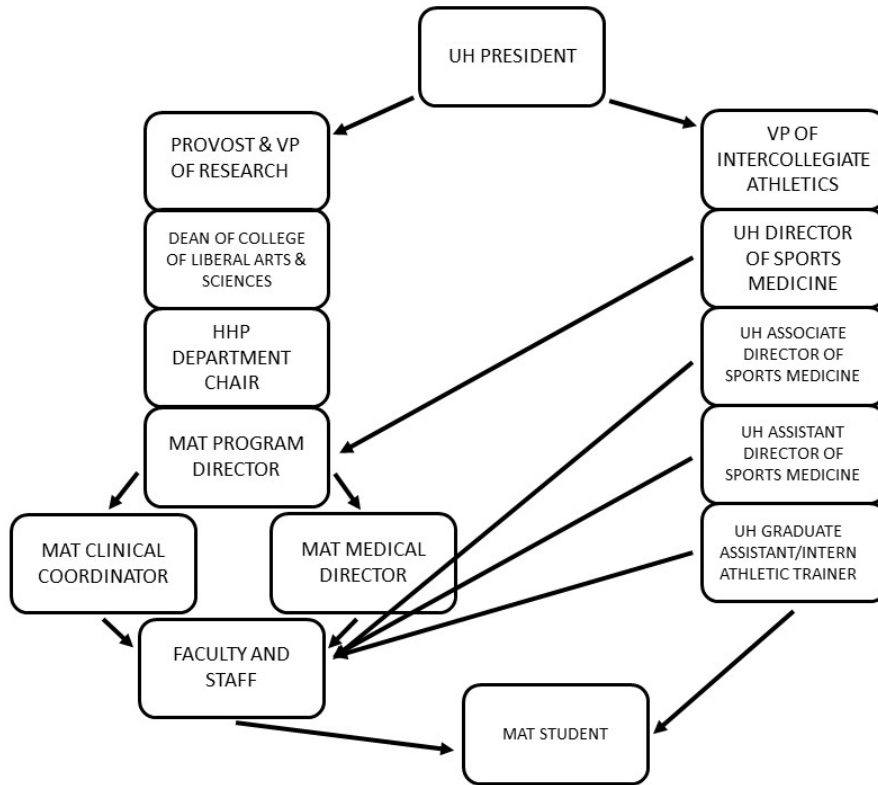 UH PRESIDENT
PROVOST & VP
OF RESEARCH
VP OF
INTERCOLLEGIATE
ATHLETICS
DEAN OF COLLEGE
OF LIBERAL ARTS &
SCIENCES
UH DIRECTOR
OF SPORTS
MEDICINE
HHP
DEPARTMENT
CHAIR
UH ASSOCIATE
DIRECTOR OF
SPORTS MEDICINE
MAT PROGRAM
DIRECTOR
UH ASSISTANT
DIRECTOR OF
SPORTS MEDICINE
MAT CLINICAL
COORDINATOR
MAT MEDICAL
DIRECTOR
UH GRADUATE
ASSISTANT/INTERN
ATHLETIC TRAINER
FACULTY AND
STAFF
MAT STUDENT